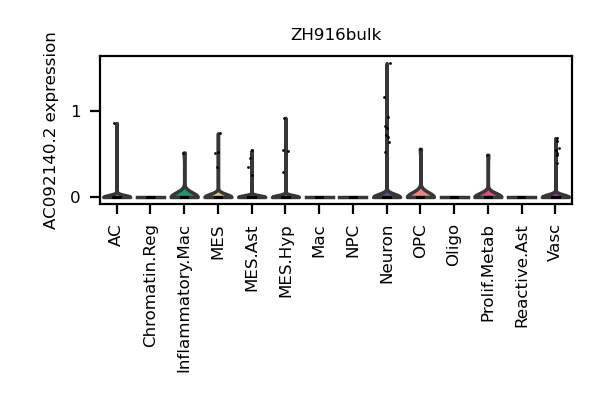 ZH916bulk
AC092140.2 expression
1
0
AC
Chromatin.Reg
Inflammatory.Mac
MES
MES.Ast
MES.Hyp
Mac
NPC
Neuron
OPC
Oligo
Prolif.Metab
Reactive.Ast
Vasc